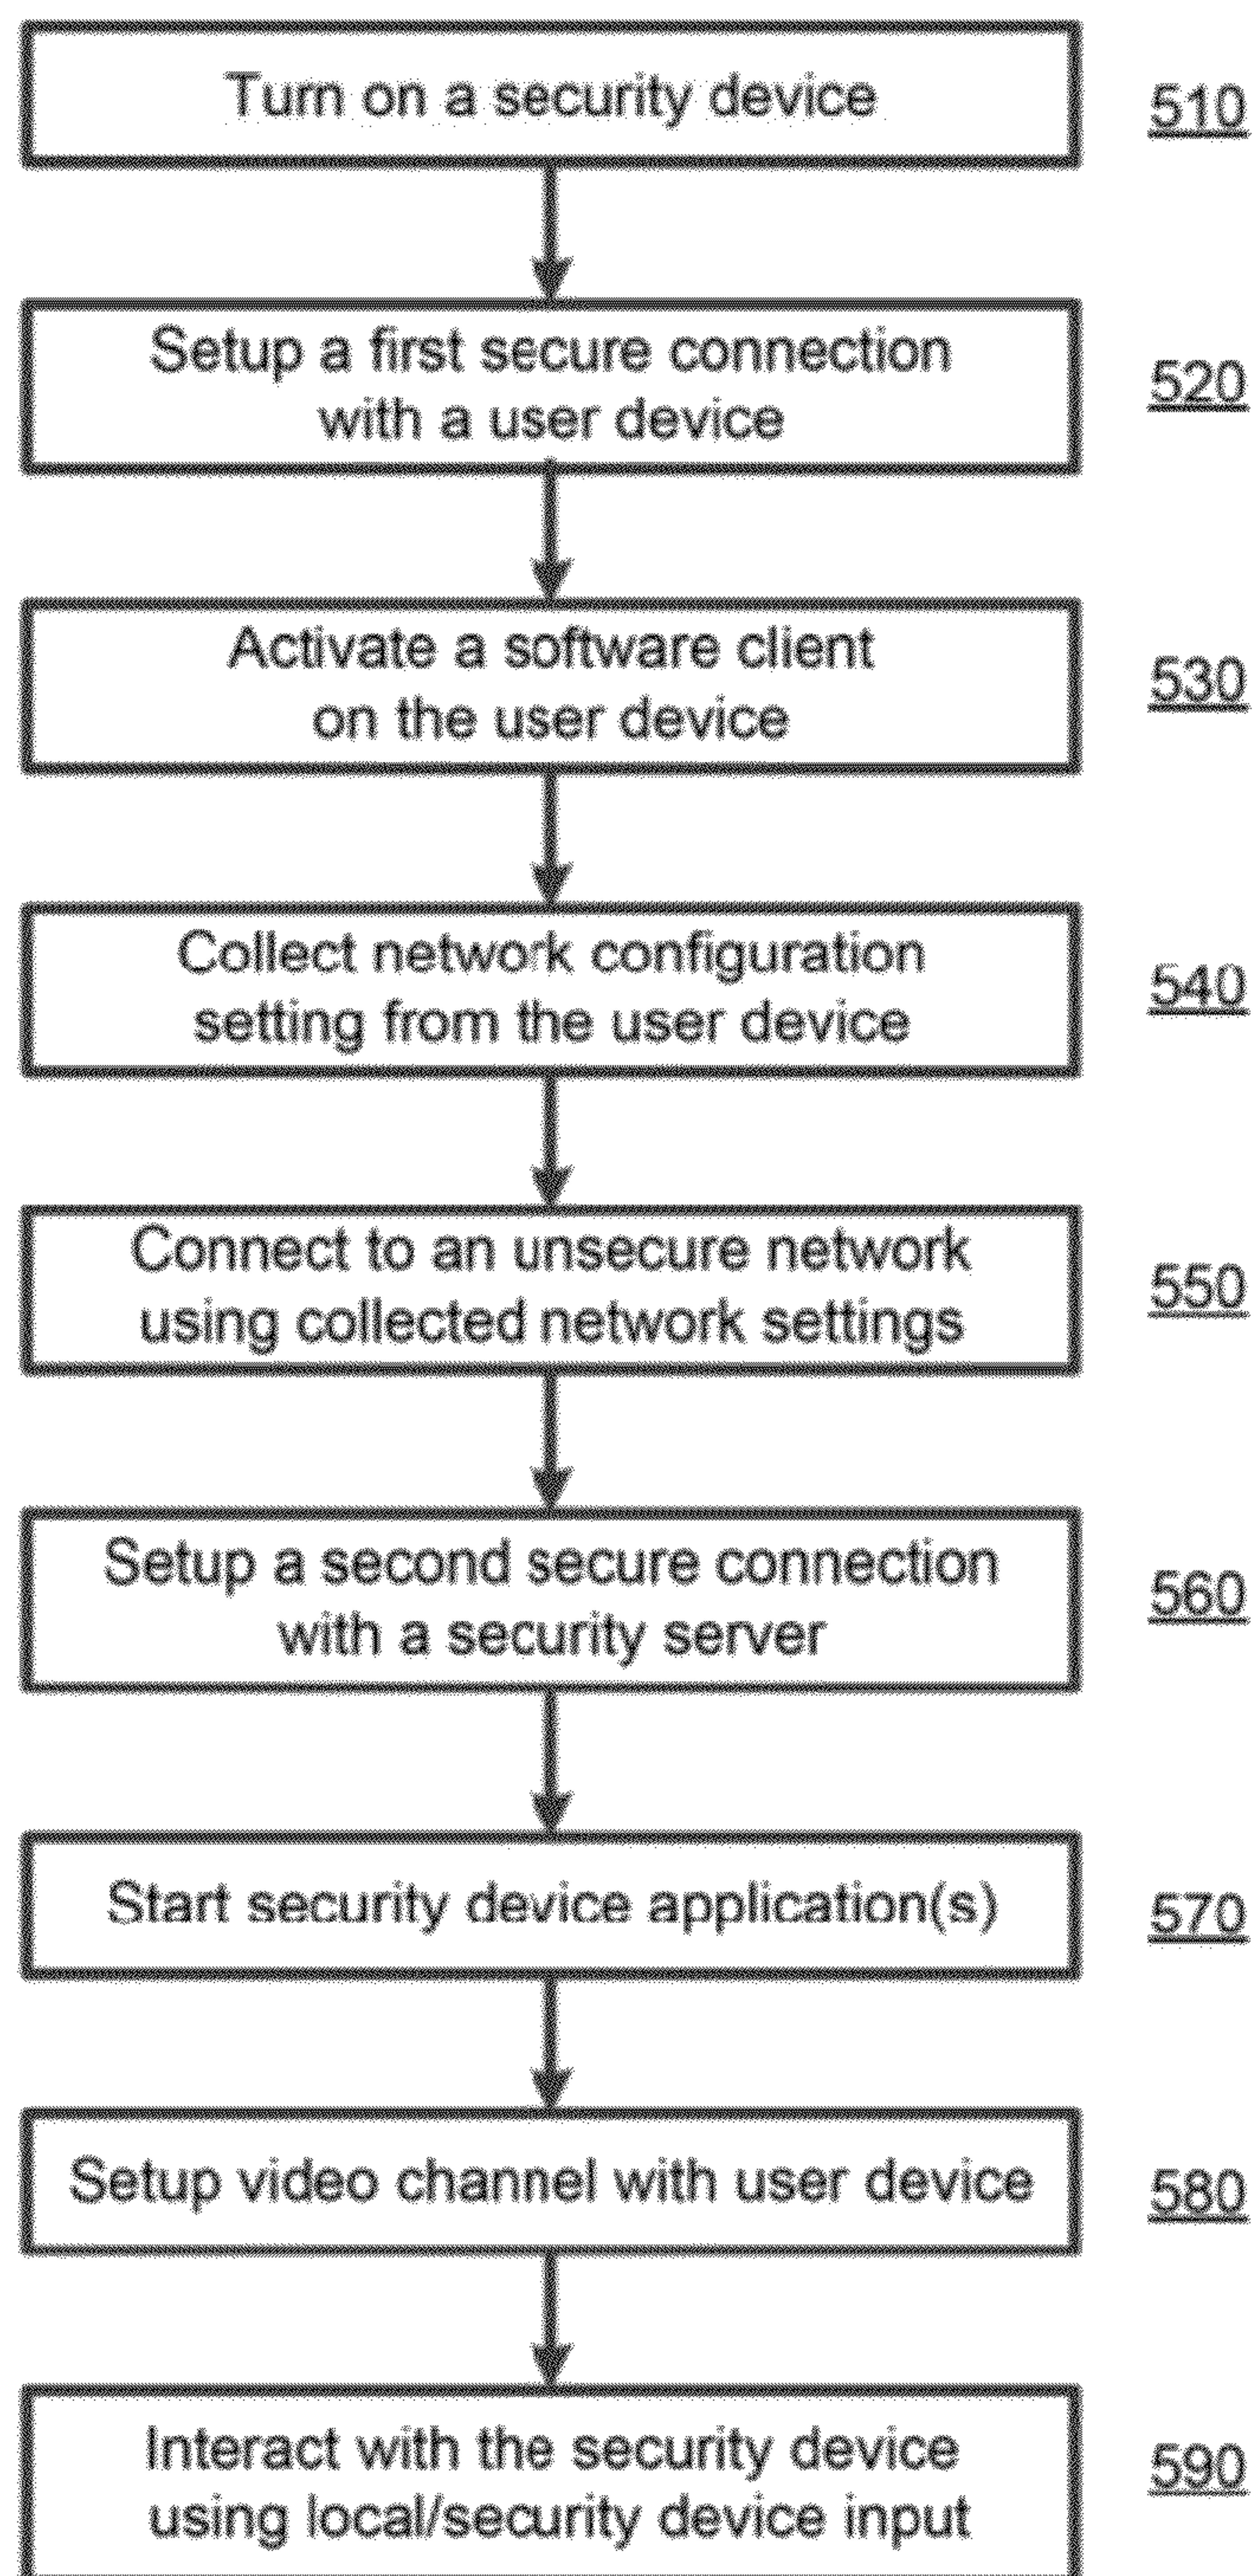 Turn on a security device
510
Setup a first secure connection
with a user device
520
Activate a software client
on the user device
530
Collect network configuration
setting from the user device
540
Connect to an unsecure network
using collected network settings
550
Setup a second secure connection
with a security server
560
Start security device application(s)
570
Setup video channel with user device
580
Interact with the security device
using local/security device input
590